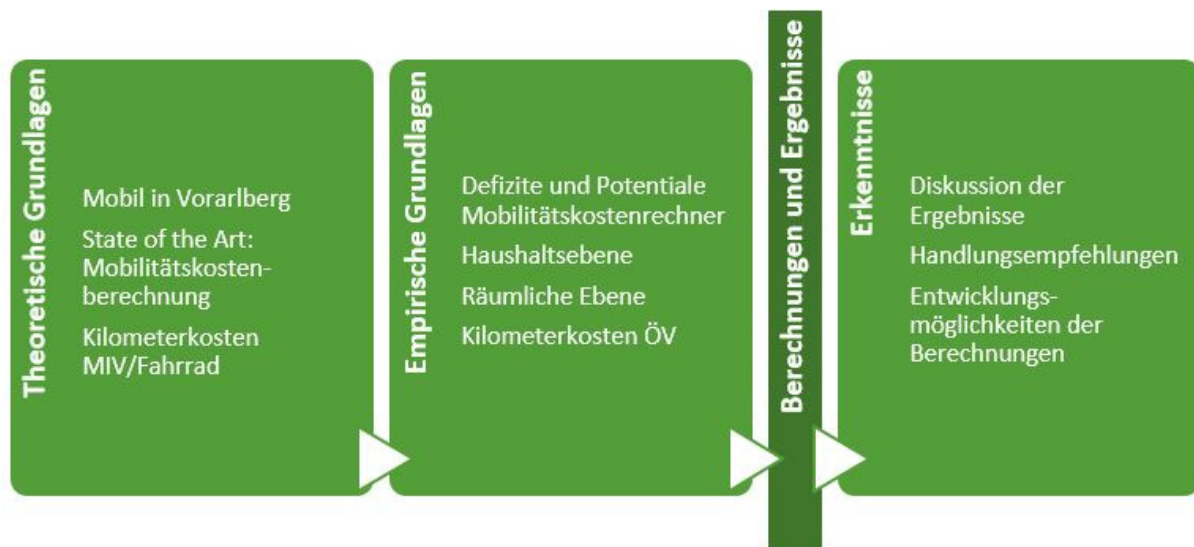 Theoretische Grundlagen
Mobil in Vorarlberg
State of the Art:
Mobilitätskosten-
berechnung
Kilometerkosten
MIV/Fahrrad
Empirische Grundlagen
Defizite und Potentiale
Mobilitätskostenrechner
Haushaltsebene
Räumliche Ebene
Kilometerkosten ÖV
Berechnungen und Ergebnisse
Erkenntnisse
Diskussion der
Ergebnisse
Handlungsempfehlungen
Entwicklungs-
möglichkeiten der
Berechnungen